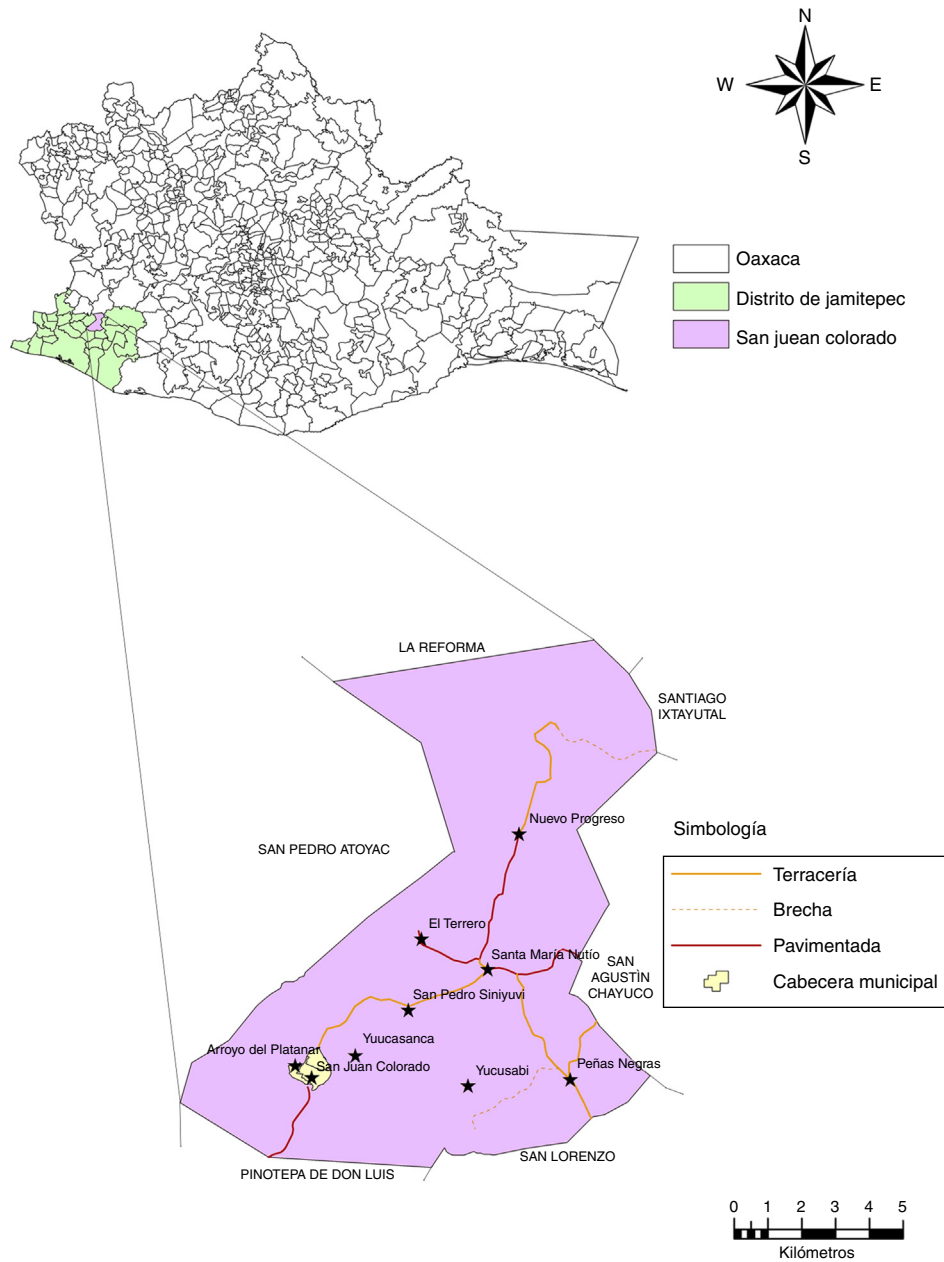 N
W
E
S
Oaxaca
Distrito de jamitepec
San juean colorado
LA REFORMA
SANTIAGO
IXTAYUTAL
Nuevo Progreso
SAN PEDRO ATOYAC
El Terrero
Santa María Nutío
SAN
AGUSTÌN
CHAYUCO
San Pedro Siniyuvi
Yuucasanca
Arroyo del Platanar
San Juan Colorado
Yucusabi
Peñas Negras
SAN LORENZO
PINOTEPA DE DON LUIS
Simbología
Terracería
Brecha
Pavimentada
Cabecera municipal
0 1 2 3 4 5
Kilómetros